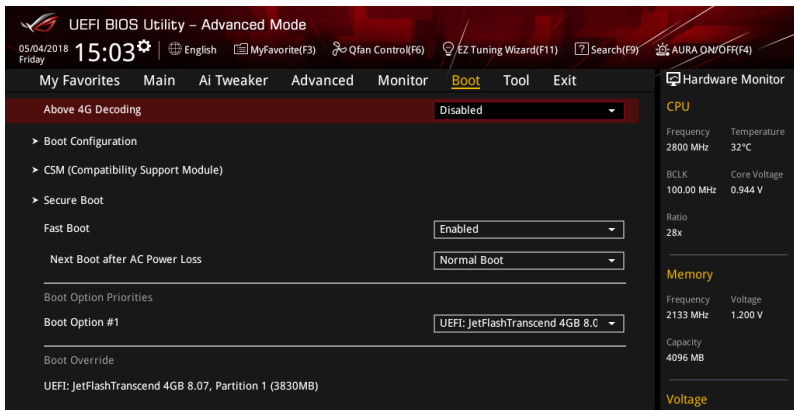 UEFI BIOS Utility – Advanced Mode
05/04/2018 Friday 15:03 English MyFavorite(F3) Qfan Control(F6) EZ Tuning Wizard(F11) ? Search(F9) AURA ON/OFF(F4)
My Favorites Main Ai Tweaker Advanced Monitor Boot Tool Exit
Above 4G Decoding Disabled
Boot Configuration
CSM (Compatibility Support Module)
Secure Boot
Fast Boot Enabled
Next Boot after AC Power Loss Normal Boot
Boot Option Priorities
Boot Option #1 UEFI: JetFlashTranscend 4GB 8.0
Boot Override
UEFI: JetFlashTranscend 4GB 8.07, Partition 1 (3830MB)
Hardware Monitor
CPU
Frequency Temperature
2800 MHz 32°C
BCLK Core Voltage
100.00 MHz 0.944 V
Ratio
28x
Memory
Frequency Voltage
2133 MHz 1.200 V
Capacity
4096 MB
Voltage